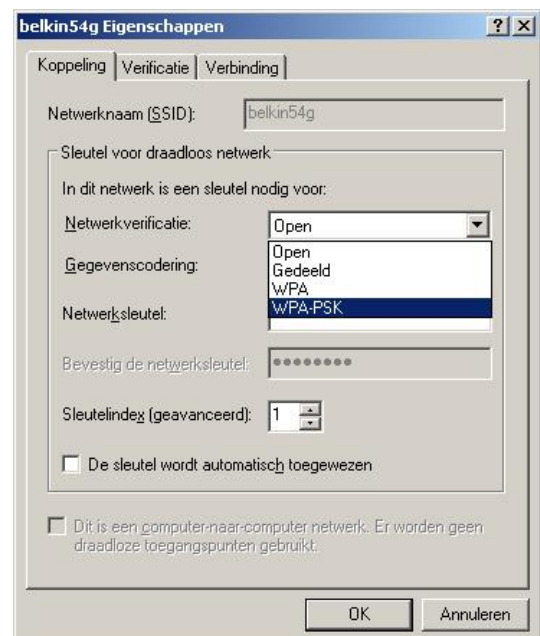 belkin54g Eigenschappen
Koppeling Verificatie Verbinding
Netwerknaam (SSID): belkin54g
Sleutel voor draadloos netwerk
In dit netwerk is een sleutel nodig voor:
Netwerkverificatie: Open
Open
Gegevenscodering:
Gedeeld
WPA
WPA-PSK
Netwerksleutel:
Bevestig de netwerksleutel: ••••••••
Sleutelindex (geavanceerd): 1
De sleutel wordt automatisch toegewezen
Dit is een computer-naar-computer netwerk. Er worden geen
draadloze toegangspunten gebruikt.
OK Annuleren